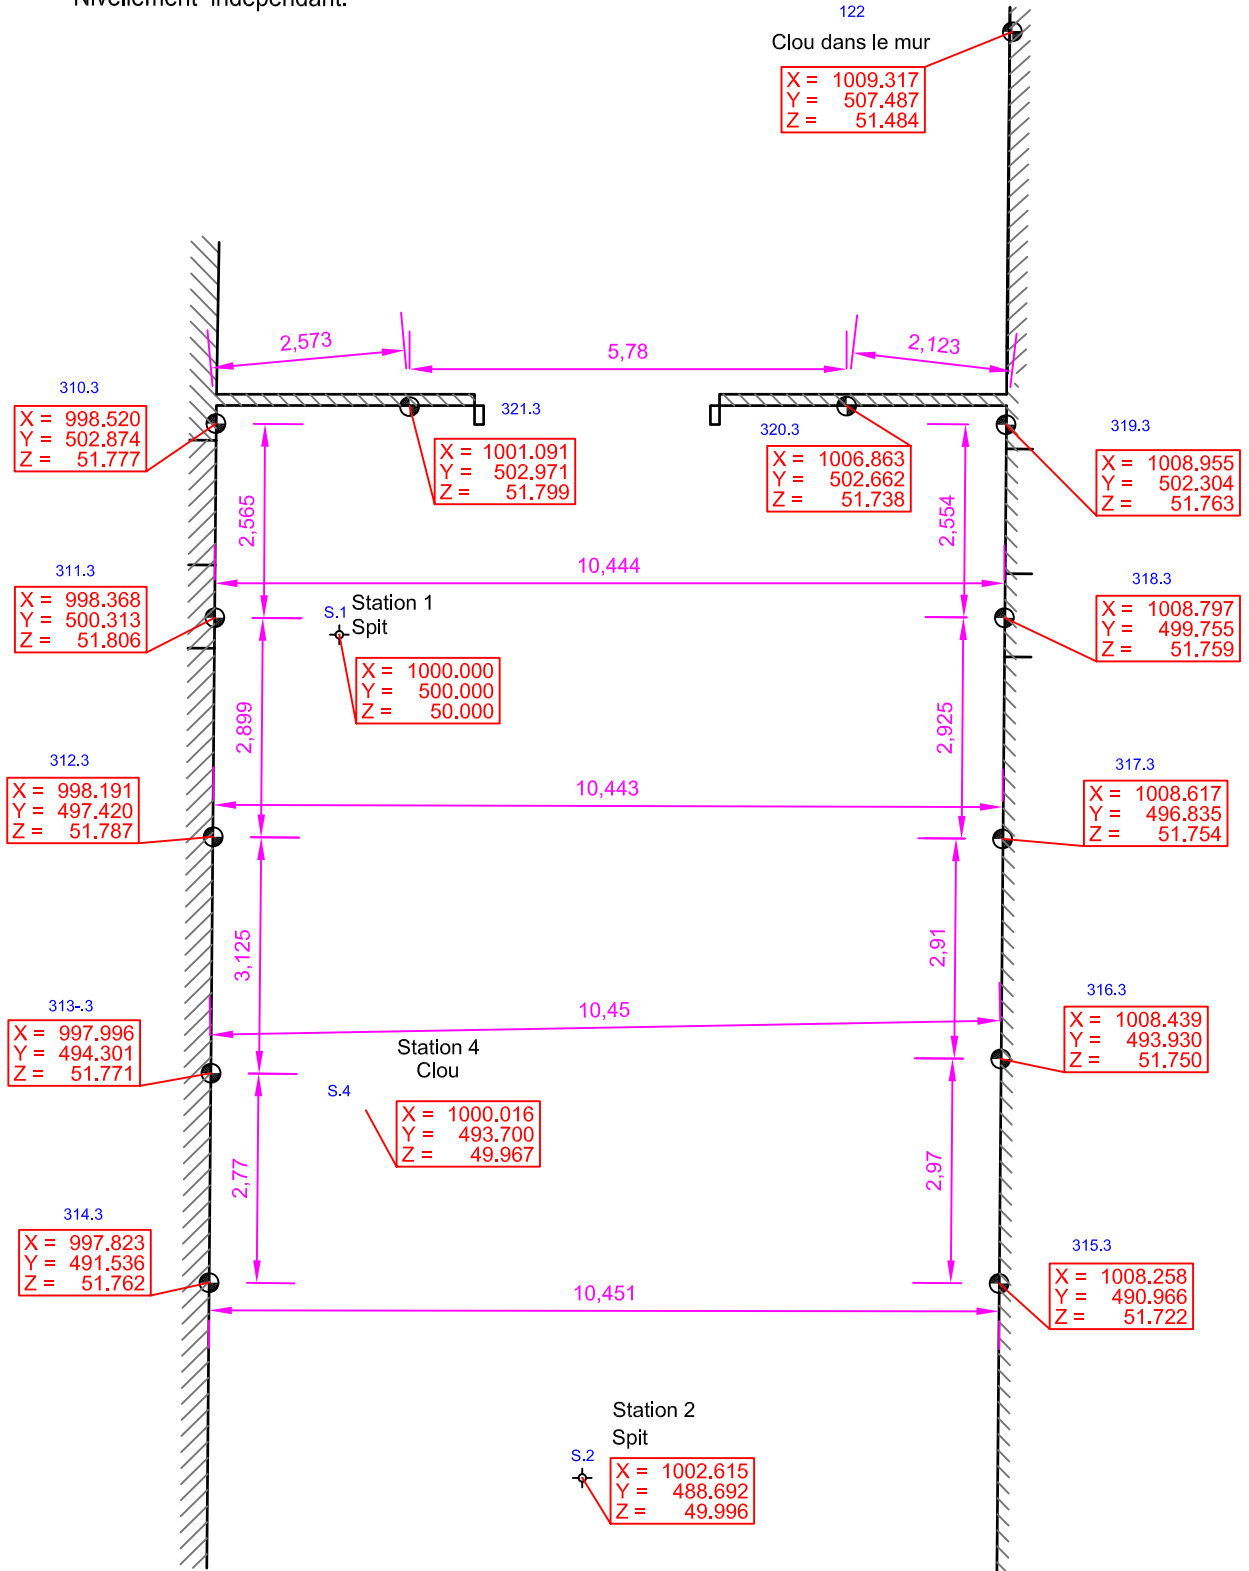 Nivellement indépendant.
122
Clou dans le mur
X = 1009.317
Y = 507.487
Z = 51.484
2,573
5,78
2,123
310.3
X = 998.520
Y = 502.874
Z = 51.777
321.3
X = 1001.091
Y = 502.971
Z = 51.799
320.3
X = 1006.863
Y = 502.662
Z = 51.738
319.3
X = 1008.955
Y = 502.304
Z = 51.763
2,565
2,554
10,444
311.3
X = 998.368
Y = 500.313
Z = 51.806
S.1
Station 1
Spit
X = 1000.000
Y = 500.000
Z = 50.000
318.3
X = 1008.797
Y = 499.755
Z = 51.759
2,899
2,925
10,443
312.3
X = 998.191
Y = 497.420
Z = 51.787
317.3
X = 1008.617
Y = 496.835
Z = 51.754
3,125
2,91
10,45
313-.3
X = 997.996
Y = 494.301
Z = 51.771
316.3
X = 1008.439
Y = 493.930
Z = 51.750
Station 4
Clou
S.4
X = 1000.016
Y = 493.700
Z = 49.967
2,77
2,97
314.3
X = 997.823
Y = 491.536
Z = 51.762
315.3
X = 1008.258
Y = 490.966
Z = 51.722
10,451
Station 2
Spit
S.2
X = 1002.615
Y = 488.692
Z = 49.996